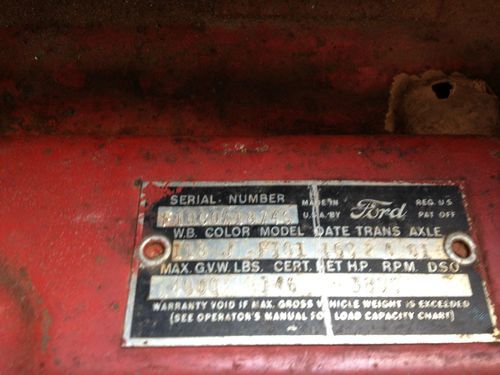 SERIAL NUMBER MADE IN U.S.A. BY Ford REG. U.S. PAT OFF.
W.B. COLOR MODEL DATE TRANS AXLE
J
MAX. G.V.W. LBS. CERT. NET H.P. R.P.M. DSO
146
WARRANTY VOID IF MAX. GROSS VEHICLE WEIGHT IS EXCEEDED
(SEE OPERATOR'S MANUAL FOR LOAD CAPACITY CHART)